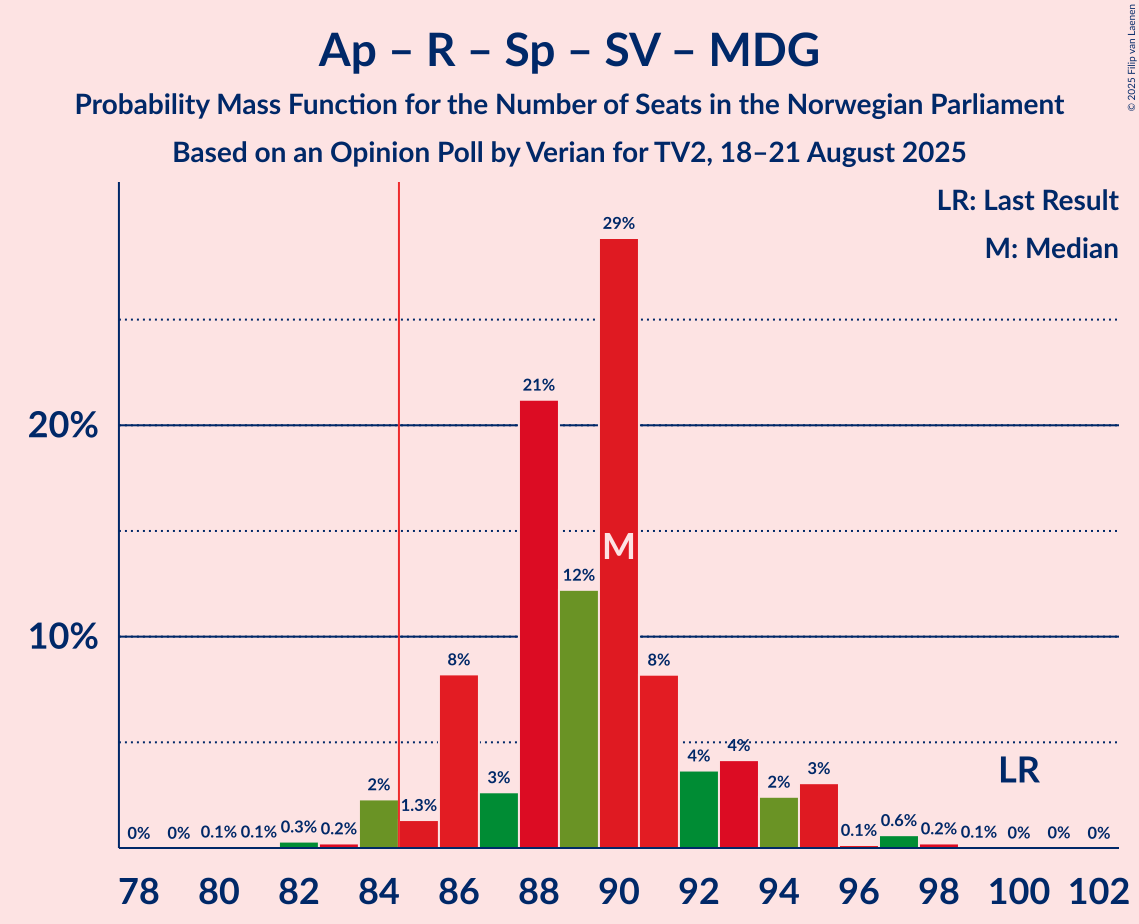 Ap – R – Sp – SV – MDG
Probability Mass Function for the Number of Seats in the Norwegian Parliament
Based on an Opinion Poll by Verian for TV2, 18–21 August 2025
© 2025 Filip van Laenen
LR: Last Result
M: Median
20%
10%
0% 0% 0.1% 0.1% 0.3% 0.2% 2% 1.3% 8% 3% 21% 12% 29% 8% 4% 4% 2% 3% 0.1% 0.6% 0.2% 0.1% 0% 0% 0%
M
LR
78 80 82 84 86 88 90 92 94 96 98 100 102